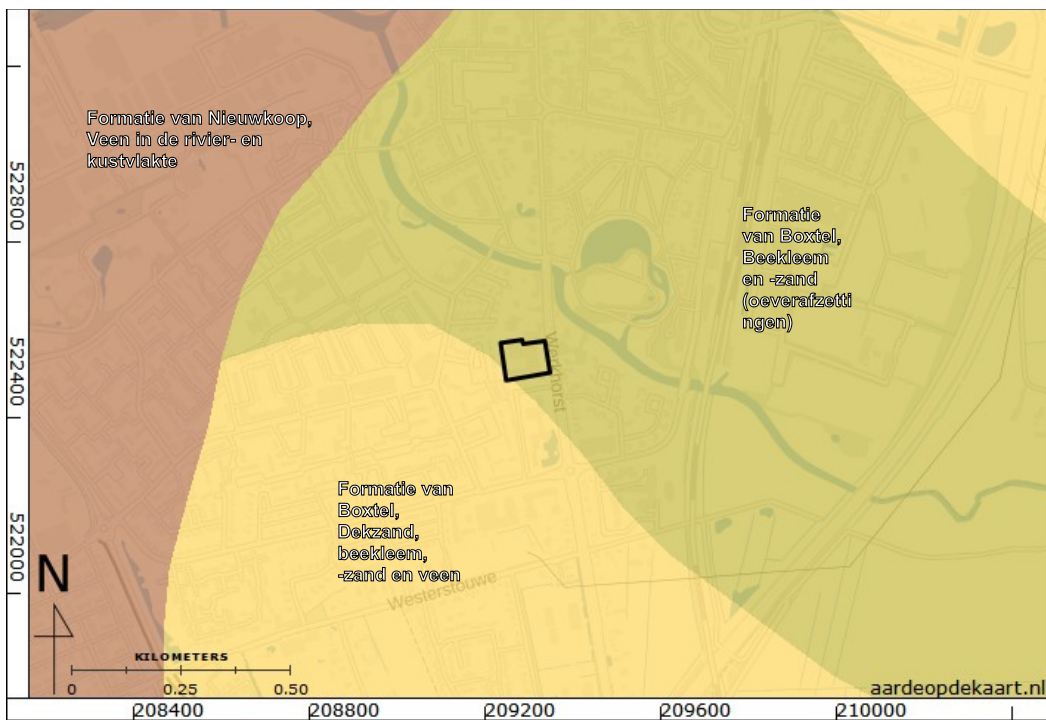 Formatie van Nieuwkoop,
Veen in de rivier- en
kustvlakte
Formatie
van Boxtel,
Beekleem
en -zand
(oeverafzetti
ngen)
522800
522400
522000
Werkhorst
Formatie van
Boxtel,
Dekzand,
beekleem,
-zand en veen
Westerstouwe
N
KILOMETERS
0 0.25 0.50
aardeopdekaart.nl
208400 208800 209200 209600 210000